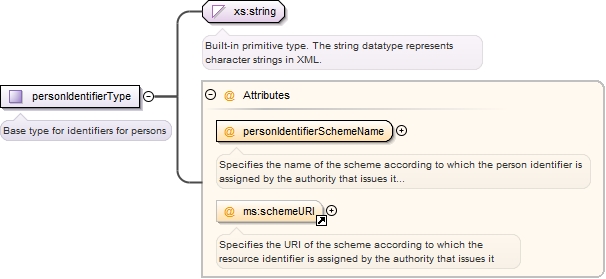 xs:string
Built-in primitive type. The string datatype represents
character strings in XML.
personIdentifierType
Base type for identifiers for persons
@ Attributes
@ personIdentifierSchemeName
Specifies the name of the scheme according to which the person identifier is
assigned by the authority that issues it...
@ ms:schemeURI
Specifies the URI of the scheme according to which the
resource identifier is assigned by the authority that issues it